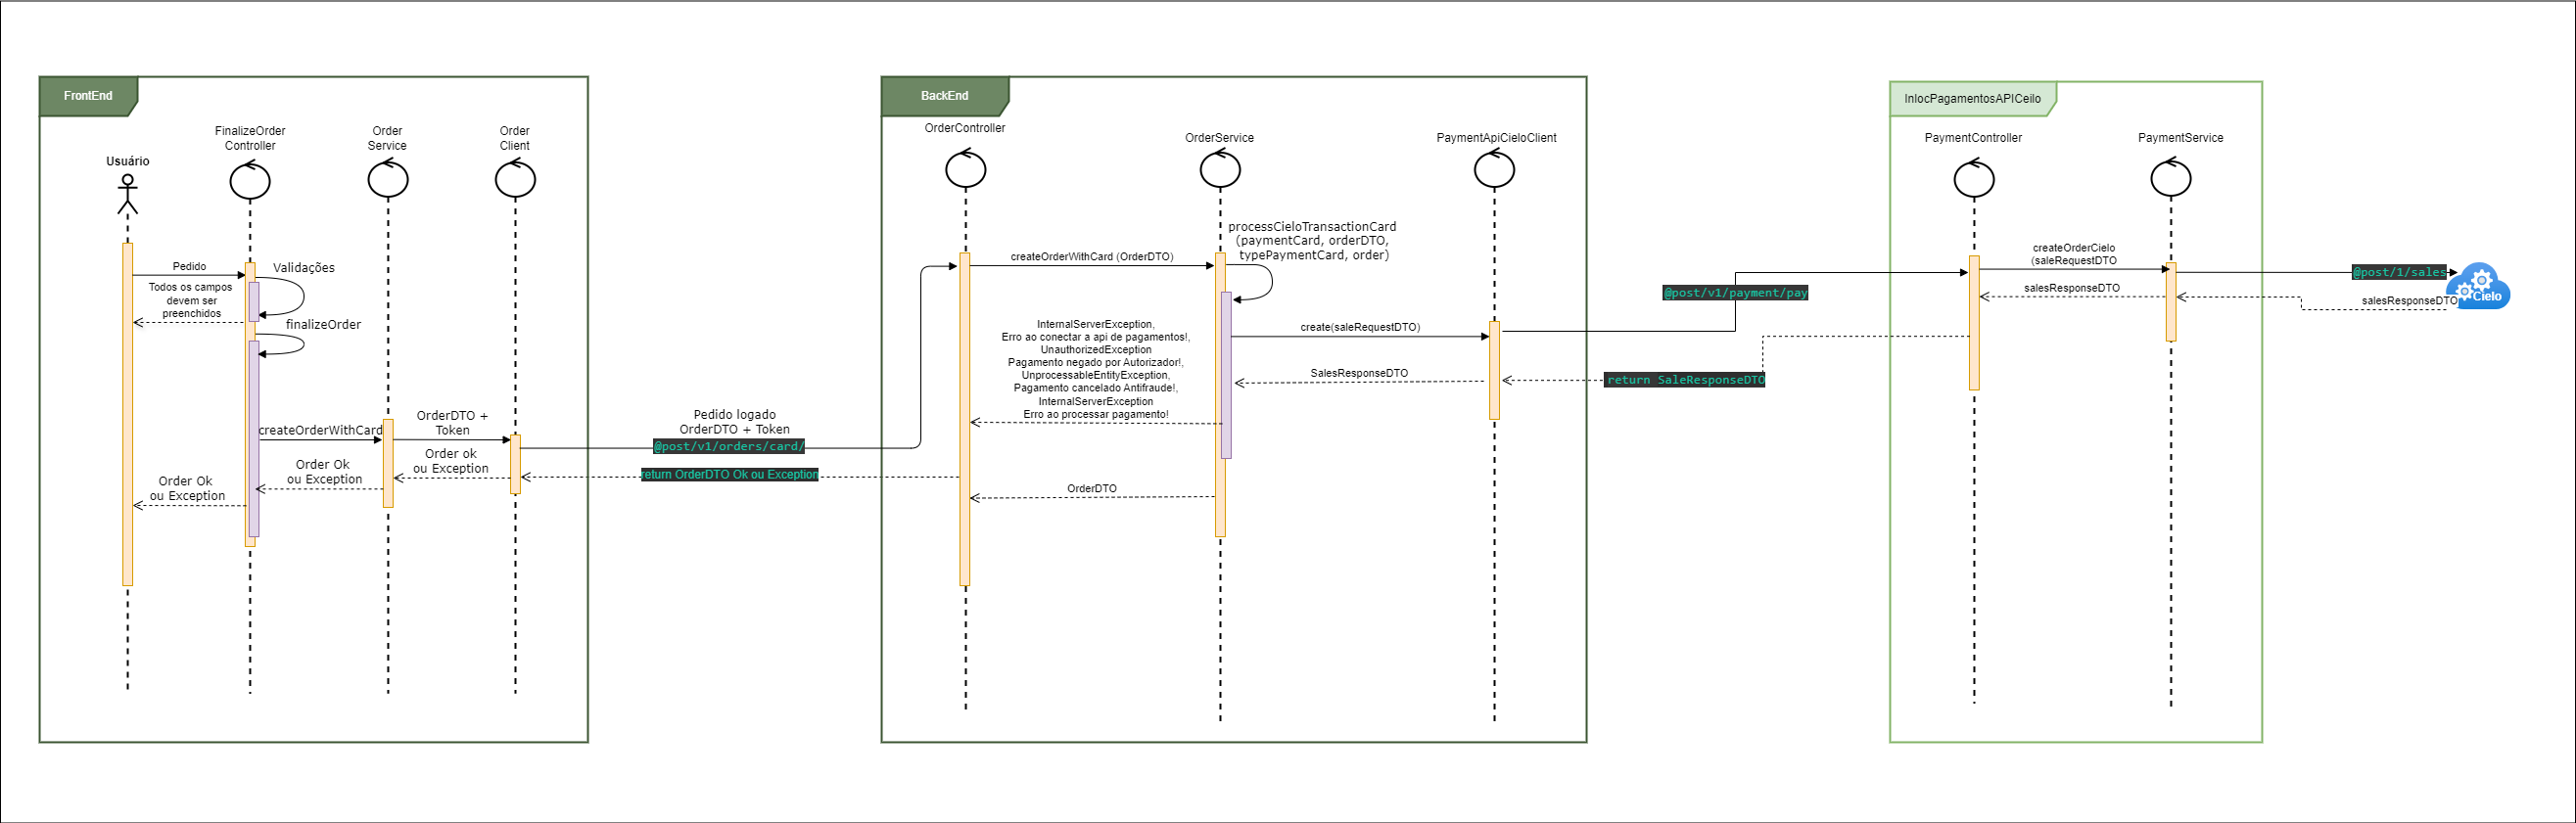 FrontEnd
Usuário
FinalizeOrder
Controller
Order
Service
Order
Client
Pedido
Validações
Todos os campos
devem ser
preenchidos
finalizeOrder
createOrderWithCard
OrderDTO +
Token
Order ok
ou Exception
Order Ok
ou Exception
Order Ok
ou Exception
Pedido logado
OrderDTO + Token
@post/v1/orders/card/
return OrderDTO Ok ou Exception
BackEnd
OrderController
OrderService
PaymentApiCieloClient
createOrderWithCard (OrderDTO)
processCieloTransactionCard
(paymentCard, orderDTO,
typePaymentCard, order)
InternalServerException,
Erro ao conectar a api de pagamentos!,
UnauthorizedException
Pagamento negado por Autorizador!,
UnprocessableEntityException,
Pagamento cancelado Antifraude!,
InternalServerException
Erro ao processar pagamento!
create(saleRequestDTO)
SalesResponseDTO
OrderDTO
@post/v1/payment/pay
return SaleResponseDTO
InlocPagamentosAPICeilo
PaymentController
PaymentService
createOrderCielo
(saleRequestDTO
salesResponseDTO
@post/1/sales
salesResponseDTO
Cielo